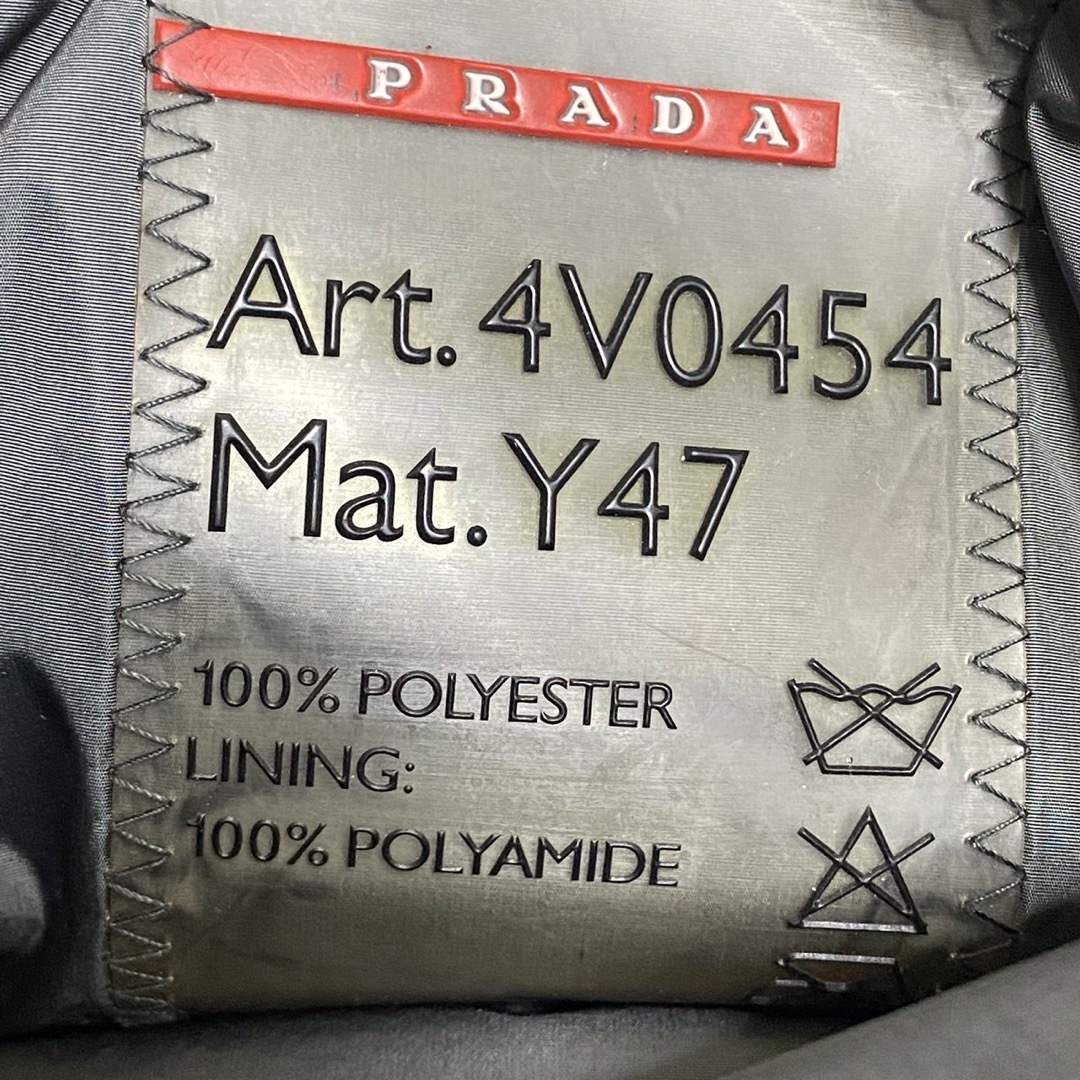 PRADA
Art. 4V0454
Mat. Y47
100% POLYESTER
LINING:
100% POLYAMIDE